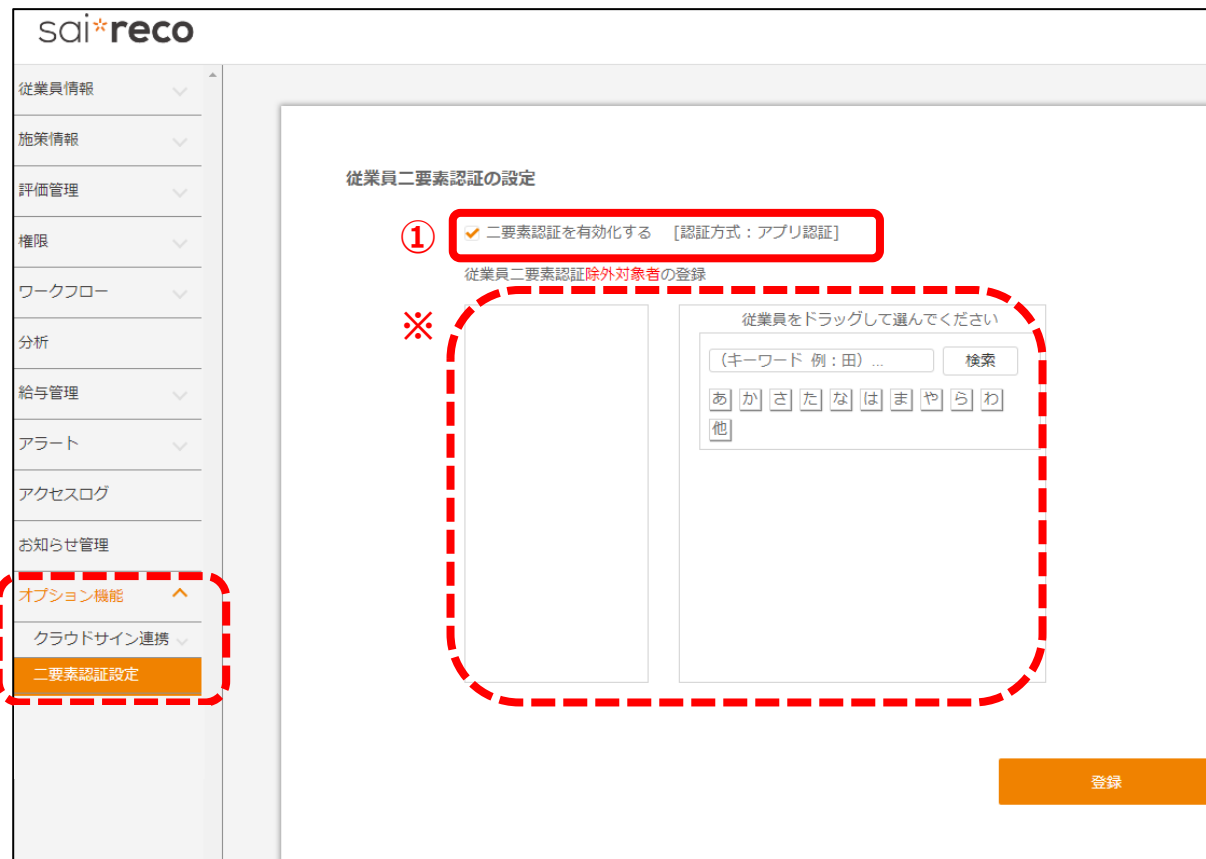 sai*reco
従業員情報
施策情報
評価管理
権限
ワークフロー
分析
給与管理
アラート
アクセスログ
お知らせ管理
オプション機能
クラウドサイン連携
二要素認証設定
従業員二要素認証の設定
①
二要素認証を有効化する [認証方式：アプリ認証]
従業員二要素認証除外対象者の登録
※
従業員をドラッグして選んでください
(キーワード 例：田) ...
検索
あ か さ た な は ま や ら わ
他
登録